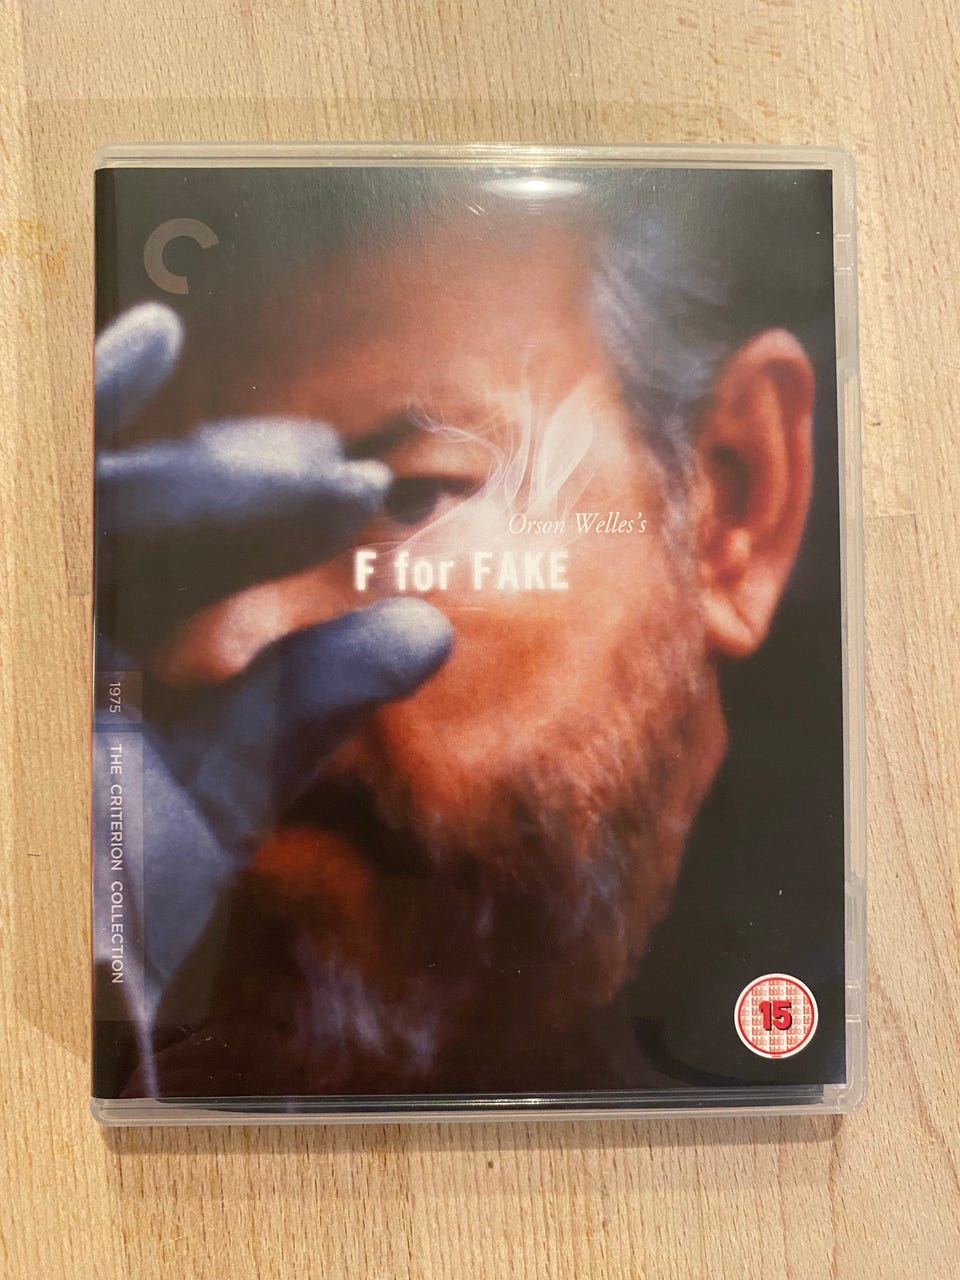 Orson Welles's
F for FAKE
1975
THE CRITERION COLLECTION
15